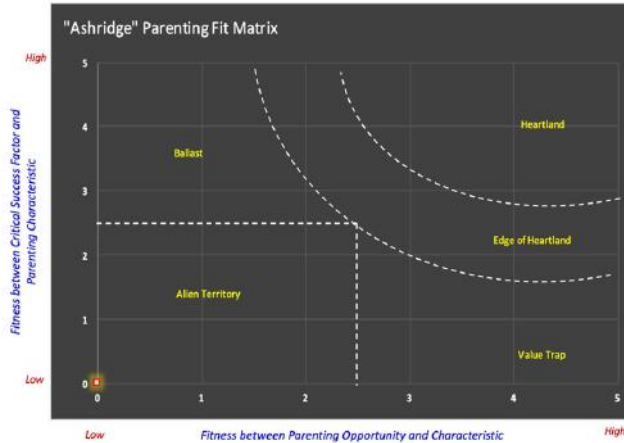 "Ashridge" Parenting Fit Matrix
High
5
4
3
2
1
0
Low
Fitness between Critical Success Factor and
Parenting Characteristic
Heartland
Ballast
Edge of Heartland
Alien Territory
Value Trap
0 1 2 3 4 5
Low Fitness between Parenting Opportunity and Characteristic High